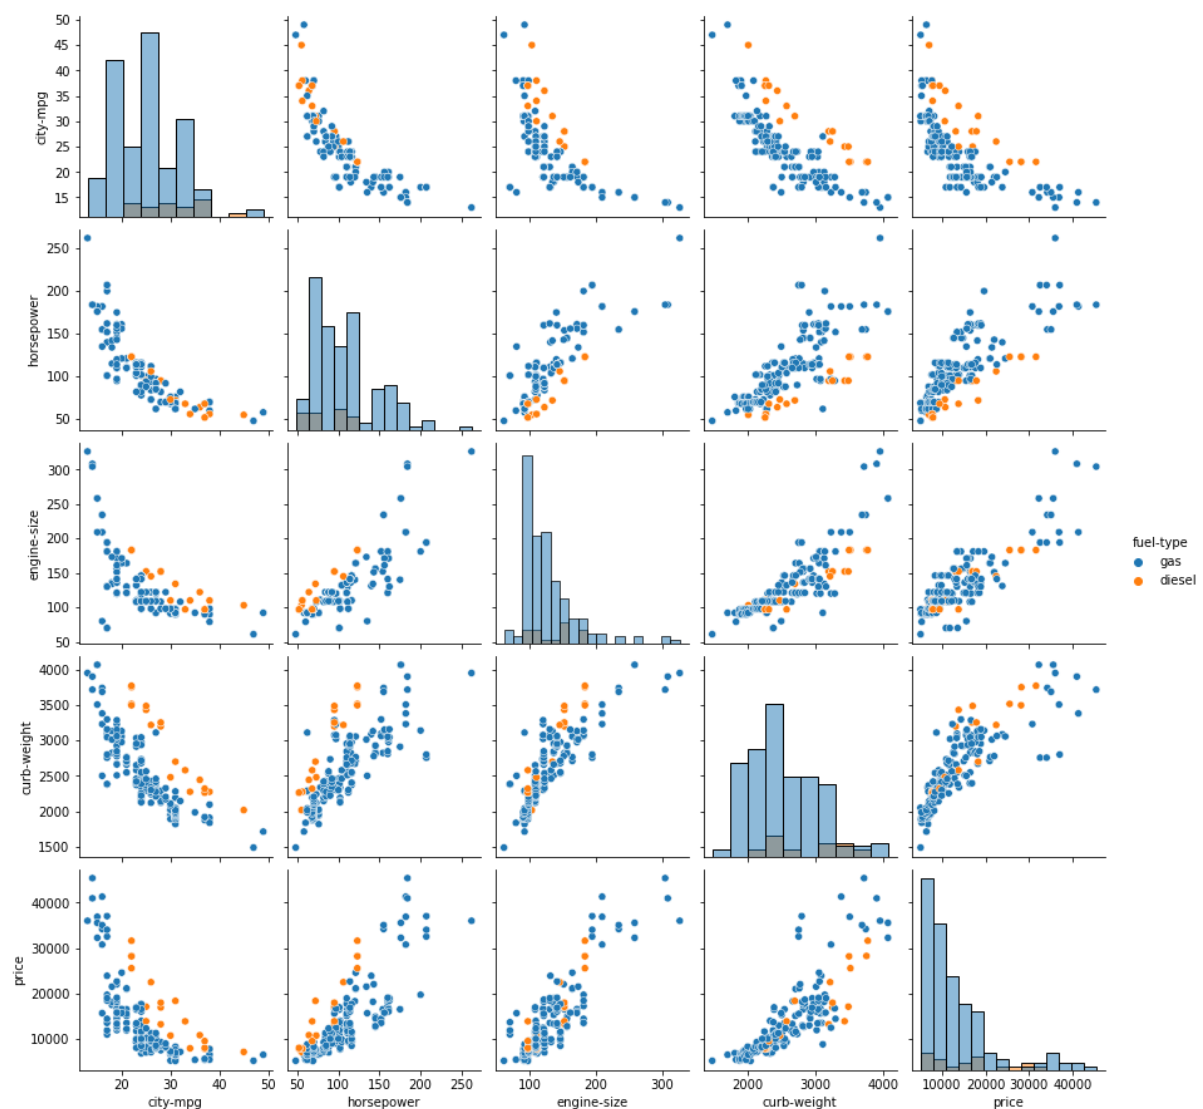 50
45
40
35
30
25
20
15
city-mpg
250
200
150
100
50
horsepower
300
250
200
150
100
50
engine-size
fuel-type
gas
diesel
4000
3500
3000
2500
2000
1500
curb-weight
40000
30000
20000
10000
price
20 30 40 50 50 100 150 200 250 100 200 300 2000 3000 4000 10000 20000 30000 40000
city-mpg horsepower engine-size curb-weight price